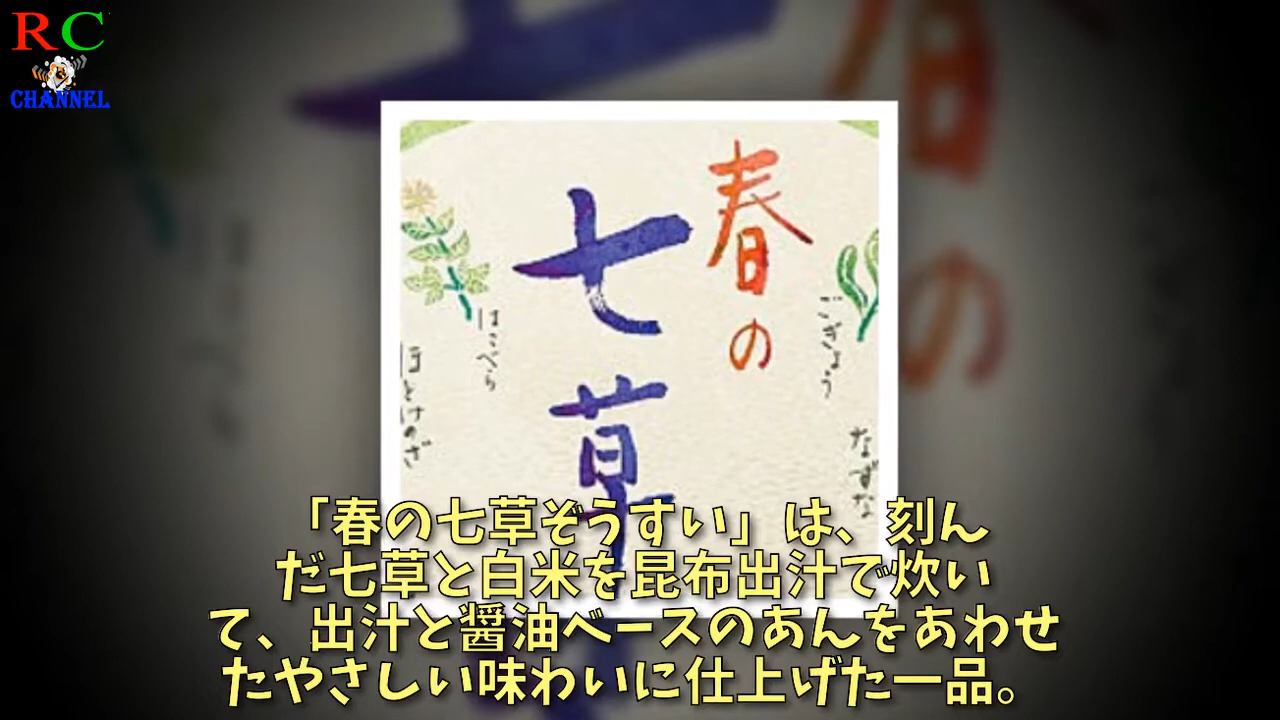 RC
CHANNEL
春の
七草
ごぎょう
なずな
はこべら
ほとけのざ
「春の七草ぞうすい」は、刻ん
だ七草と白米を昆布出汁で炊い
て、出汁と醤油ベースのあんをあわせ
たやさしい味わいに仕上げた一品。